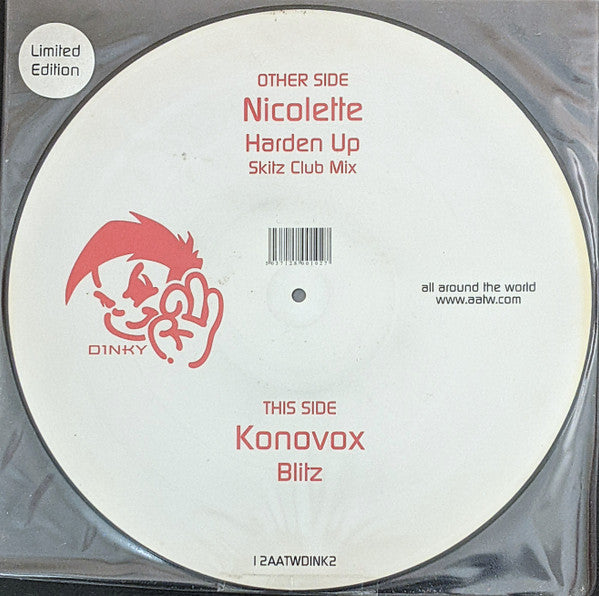 Limited
Edition
OTHER SIDE
Nicolette
Harden Up
Skitz Club Mix
all around the world
www.aatw.com
D1NKY
THIS SIDE
Konovox
Blitz
12AATWDINK2